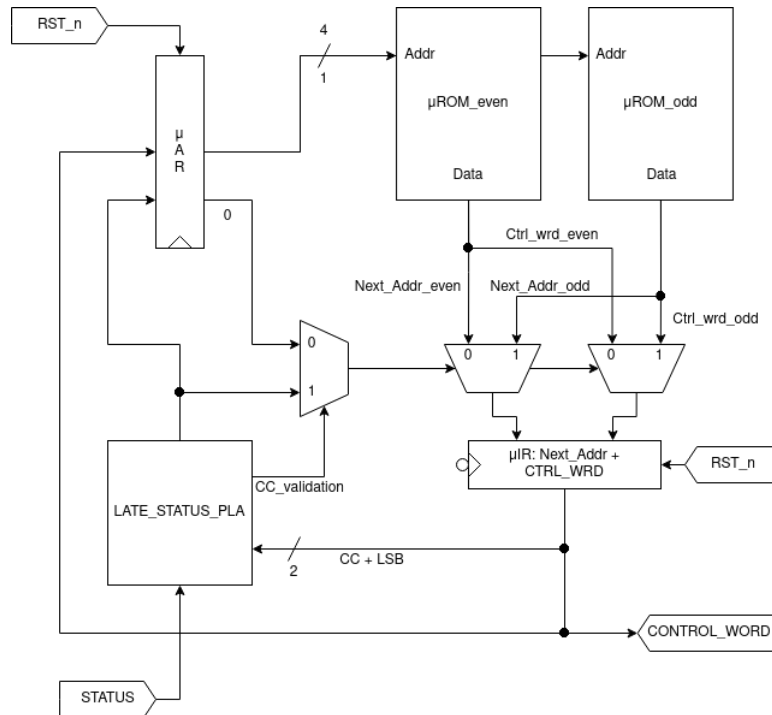 RST_n
4
1
Addr
µROM_even
Data
Addr
µROM_odd
Data
µ
A
R
0
Ctrl_wrd_even
Next_Addr_even
Next_Addr_odd
Ctrl_wrd_odd
0
1
0
1
0
1
µIR: Next_Addr +
CTRL_WRD
RST_n
CC_validation
LATE_STATUS_PLA
2
CC + LSB
CONTROL_WORD
STATUS